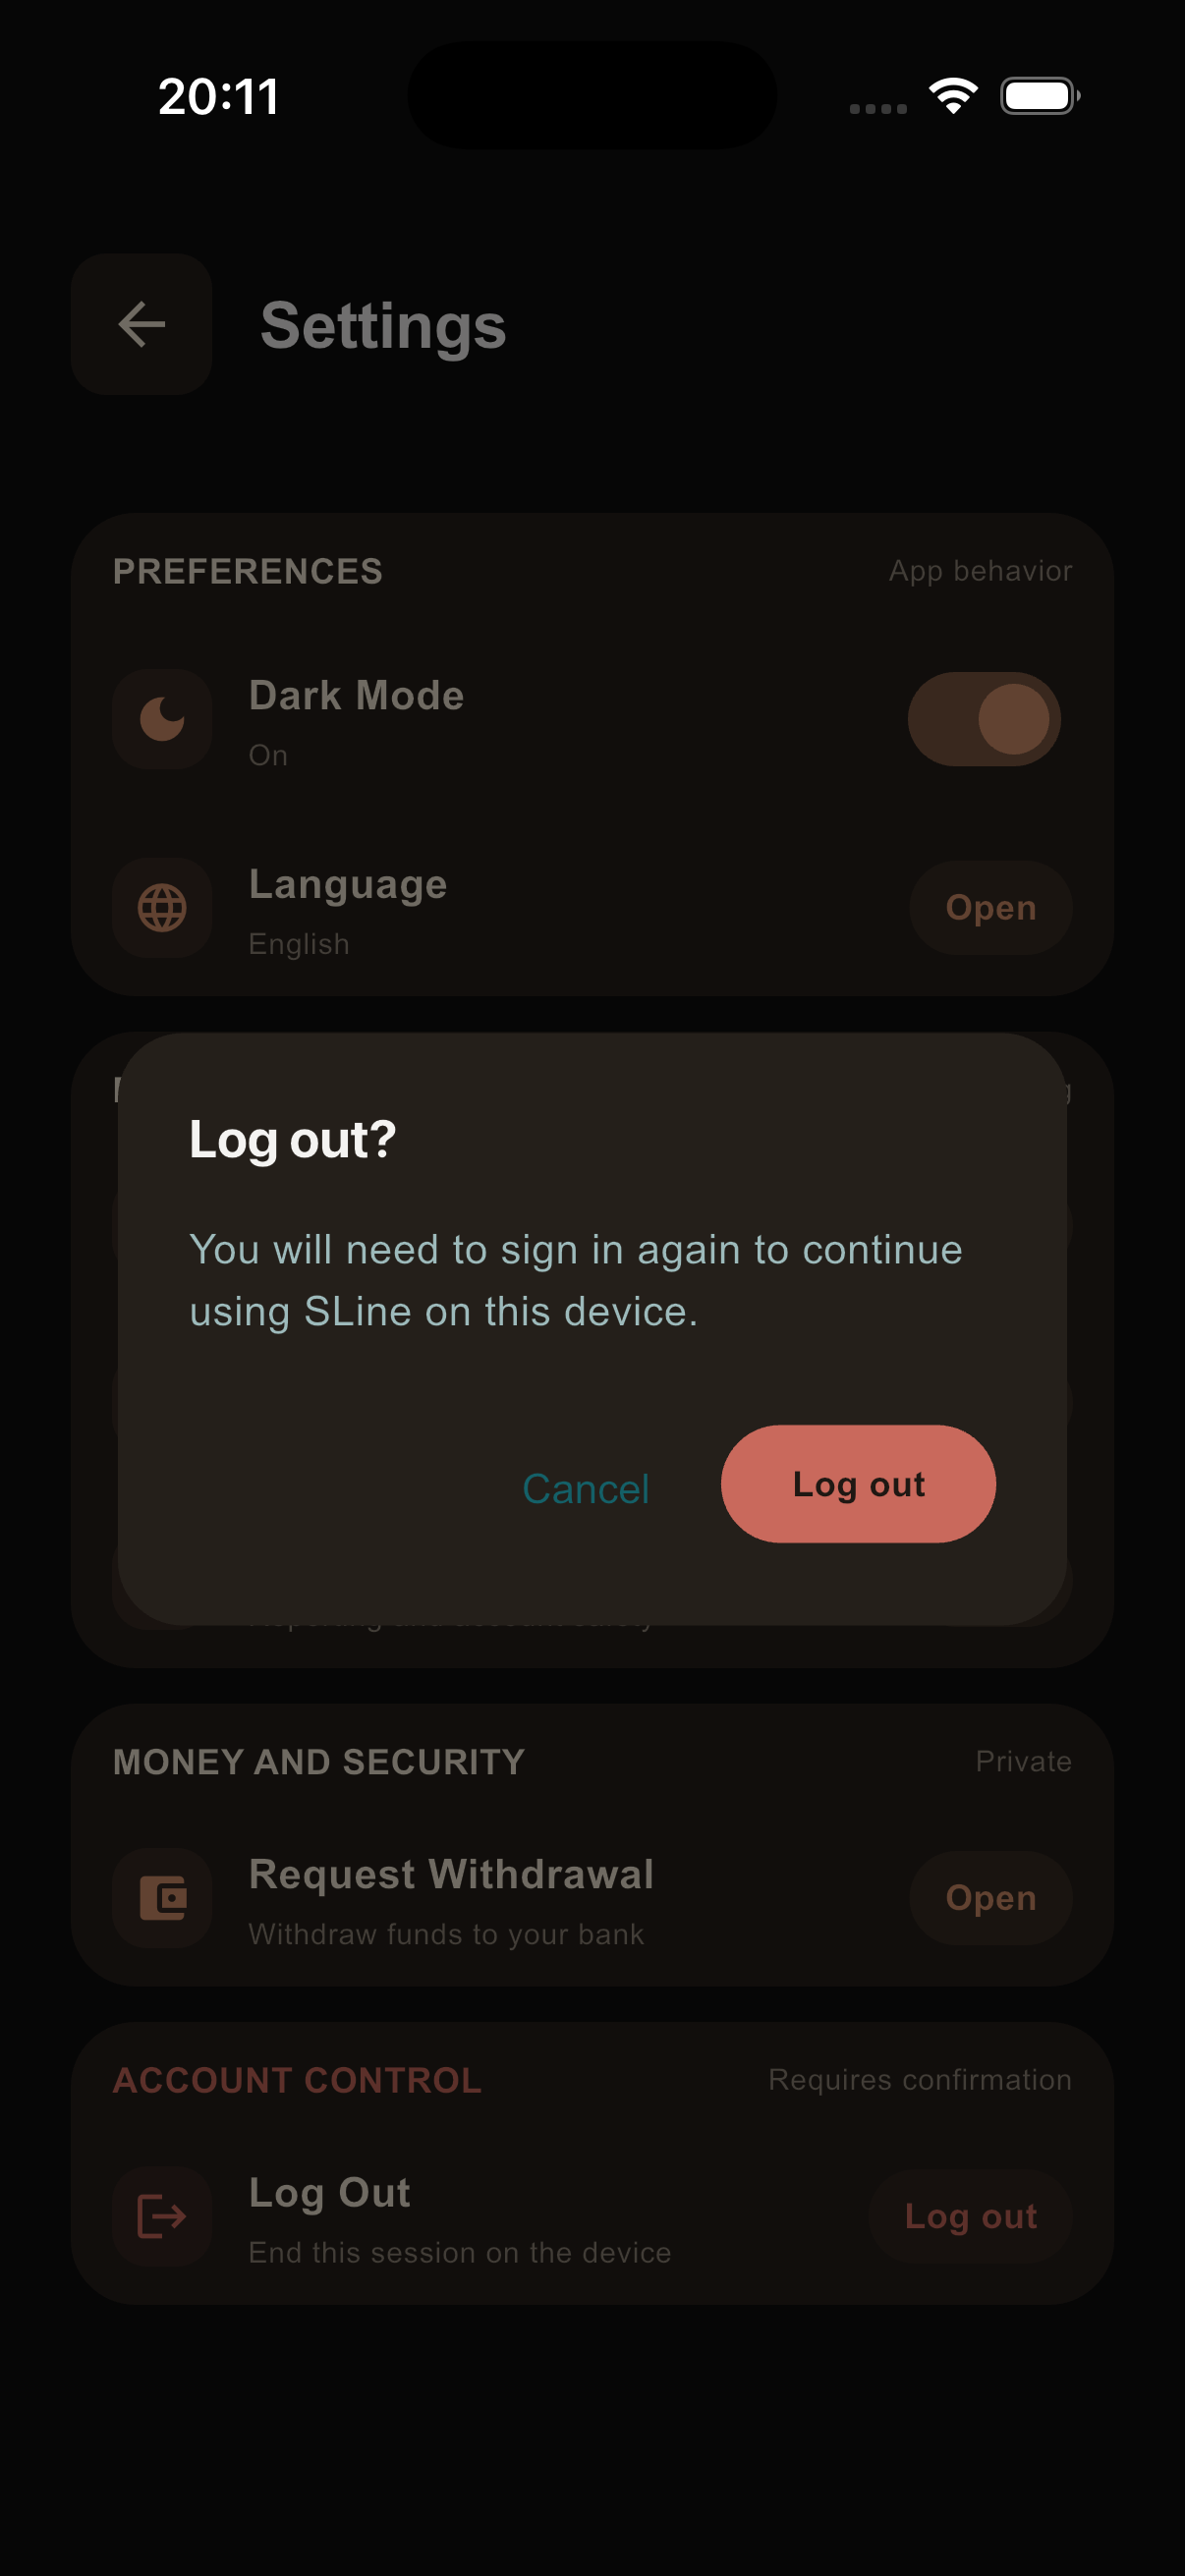 20:11
Settings
PREFERENCES
App behavior
Dark Mode
On
Language
English
Open
Log out?
You will need to sign in again to continue
using SLine on this device.
Cancel
Log out
MONEY AND SECURITY
Private
Request Withdrawal
Withdraw funds to your bank
Open
ACCOUNT CONTROL
Requires confirmation
Log Out
End this session on the device
Log out